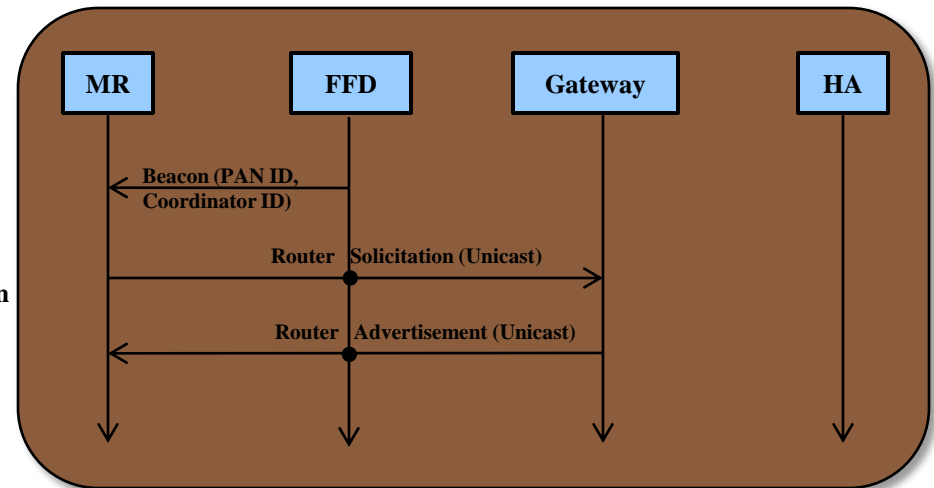 MR
FFD
Gateway
HA
Beacon (PAN ID,
Coordinator ID)
Router Solicitation (Unicast)
Router Advertisement (Unicast)